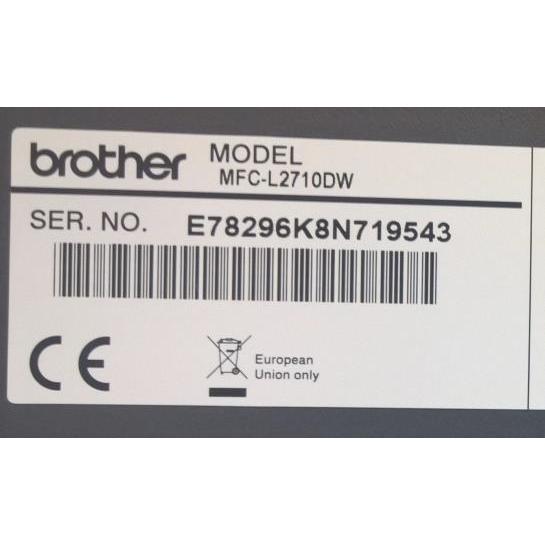 brother MODEL
MFC-L2710DW
SER. NO. E78296K8N719543
CE
European
Union only